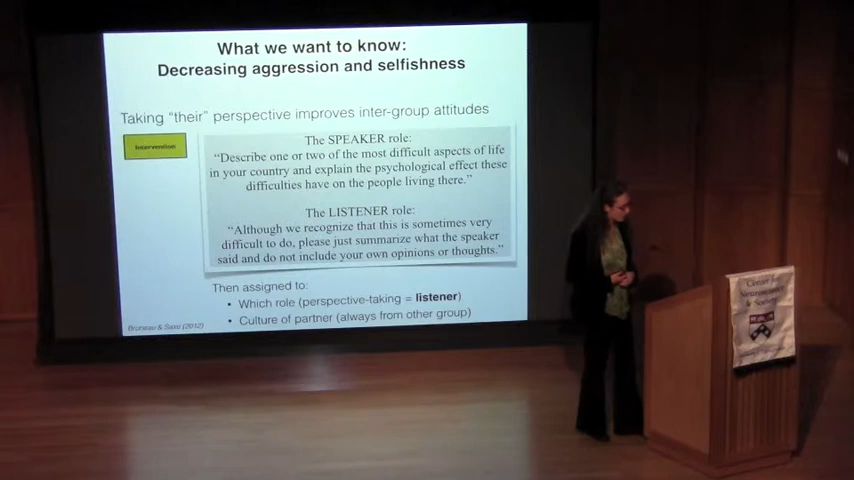 What we want to know:
Decreasing aggression and selfishness
Taking "their" perspective improves inter-group attitudes
Intervention
The SPEAKER role:
"Describe one or two of the most difficult aspects of life
in your country and explain the psychological effect these
difficulties have on the people living there."
The LISTENER role:
"Although we recognize that this is sometimes very
difficult to do, please just summarize what the speaker
said and do not include your own opinions or thoughts."
Then assigned to:
• Which role (perspective-taking = listener)
• Culture of partner (always from other group)
Bruneau & Saxe (2012)
Center for
Neuroscience
& Society